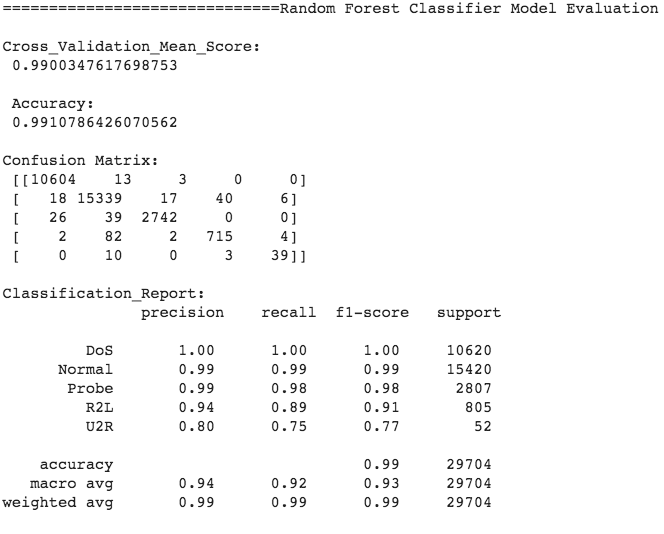 ==============================Random Forest Classifier Model Evaluation
Cross_Validation_Mean_Score:
0.9900347617698753
Accuracy:
0.9910786426070562
Confusion Matrix:
[[10604    13     3     0     0]
[   18 15339    17    40     6]
[   26    39  2742     0     0]
[    2    82     2   715     4]
[    0    10     0     3    39]]
Classification_Report:
precision    recall  f1-score   support
DoS       1.00      1.00      1.00     10620
Normal       0.99      0.99      0.99     15420
Probe       0.99      0.98      0.98      2807
R2L       0.94      0.89      0.91       805
U2R       0.80      0.75      0.77        52
accuracy                           0.99     29704
macro avg       0.94      0.92      0.93     29704
weighted avg       0.99      0.99      0.99     29704